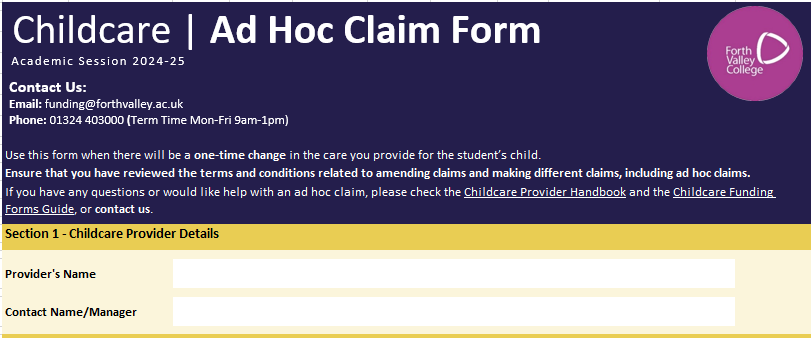 Childcare | Ad Hoc Claim Form
Academic Session 2024-25
Forth
Valley
College
Contact Us:
Email: funding@forthvalley.ac.uk
Phone: 01324 403000 (Term Time Mon-Fri 9am-1pm)
Use this form when there will be a one-time change in the care you provide for the student's child.
Ensure that you have reviewed the terms and conditions related to amending claims and making different claims, including ad hoc claims.
If you have any questions or would like help with an ad hoc claim, please check the Childcare Provider Handbook and the Childcare Funding
Forms Guide, or contact us.
Section 1 - Childcare Provider Details
Provider's Name
Contact Name/Manager